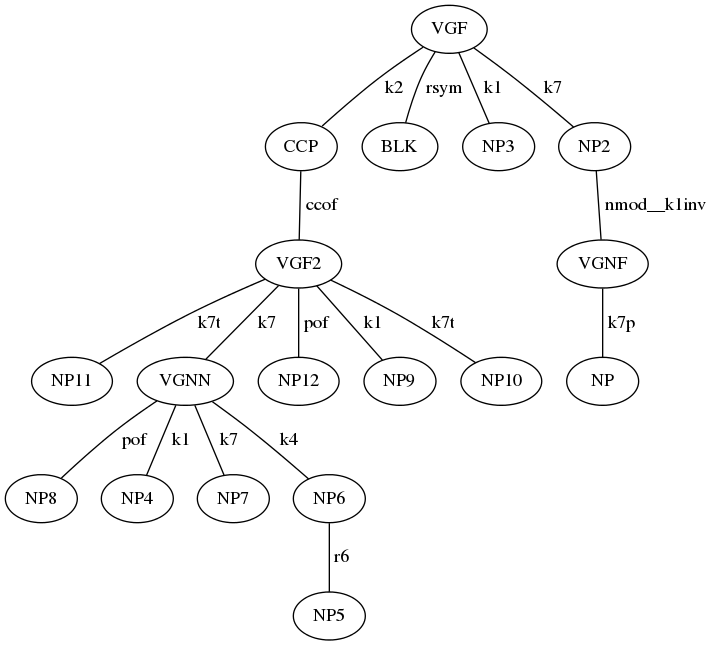 VGF
k2 rsym k1 k7
CCP BLK NP3 NP2
ccof nmod__k1inv
VGF2 VGNF
k7t k7 pof k1 k7t k7p
NP11 VGNN NP12 NP9 NP10 NP
pof k1 k7 k4
NP8 NP4 NP7 NP6
r6
NP5